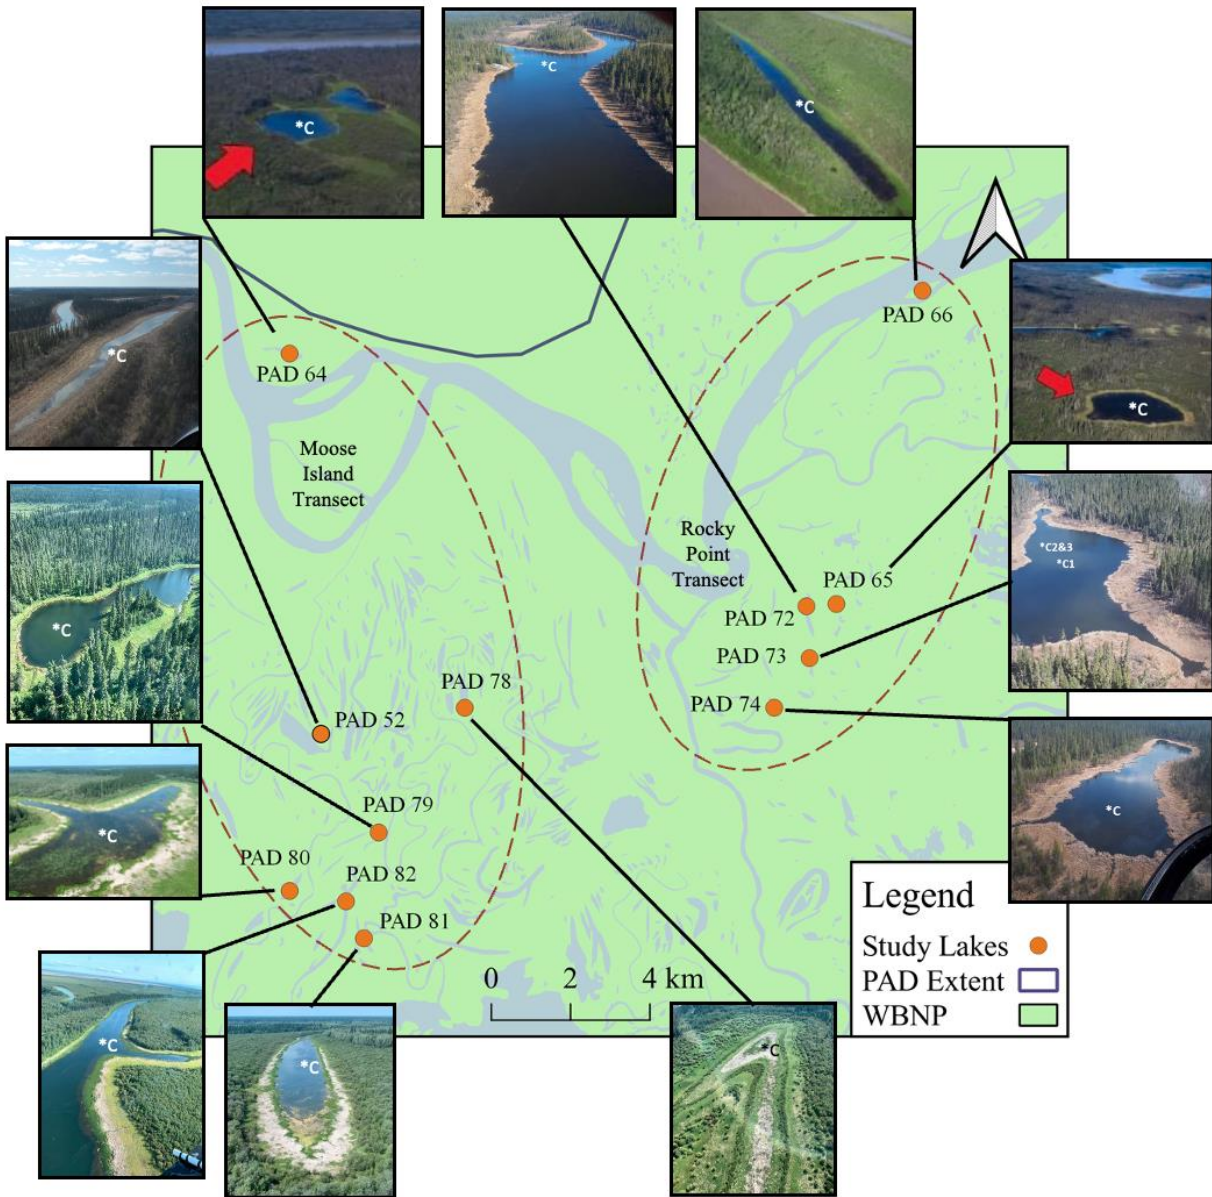 *C
*C
*C
*C
*C
*C2&3
*C1
*C
*C
*C
*C
*C
*C
PAD 66
PAD 64
Moose
Island
Transect
Rocky
Point
Transect
PAD 65
PAD 72
PAD 73
PAD 78
PAD 74
PAD 52
PAD 79
PAD 80
PAD 82
PAD 81
0 2 4 km
Legend
Study Lakes
PAD Extent
WBNP